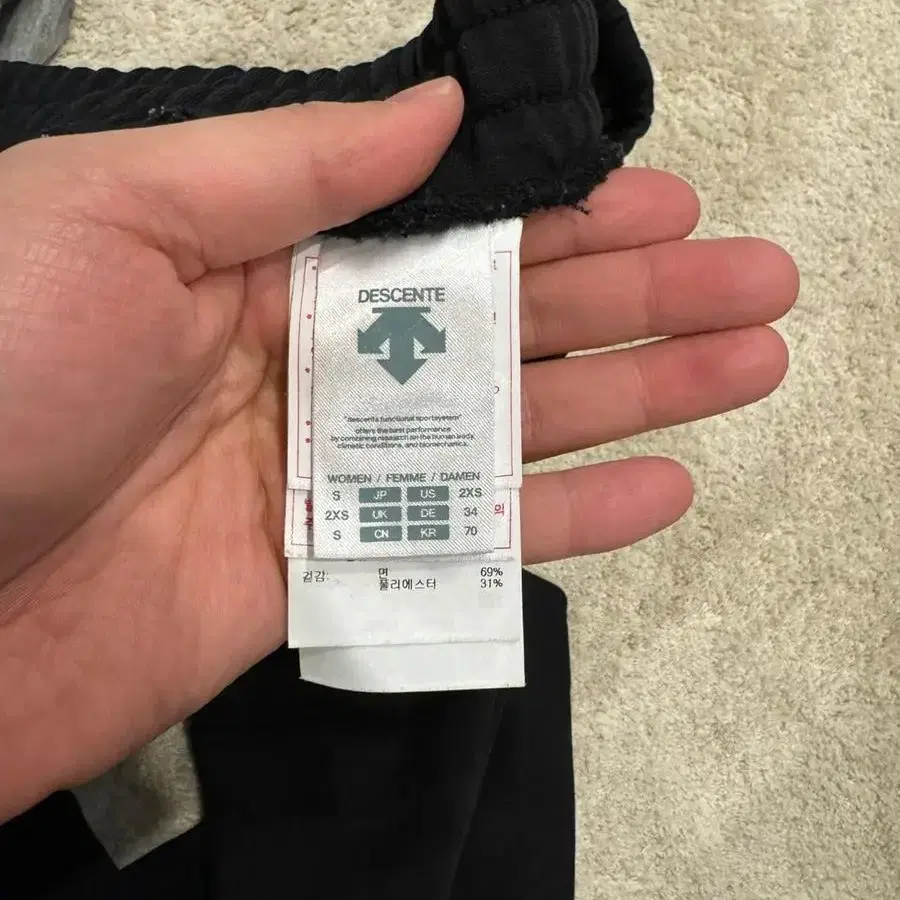 DESCENTE
"descente functional sportsystem"
offers the best performance
by combining research on the human body,
climatic conditions, and biomechanics.
WOMEN / FEMME / DAMEN
S JP US 2XS
2XS UK DE 34
S CN KR 70
의
겉감: 면 69%
폴리에스터 31%